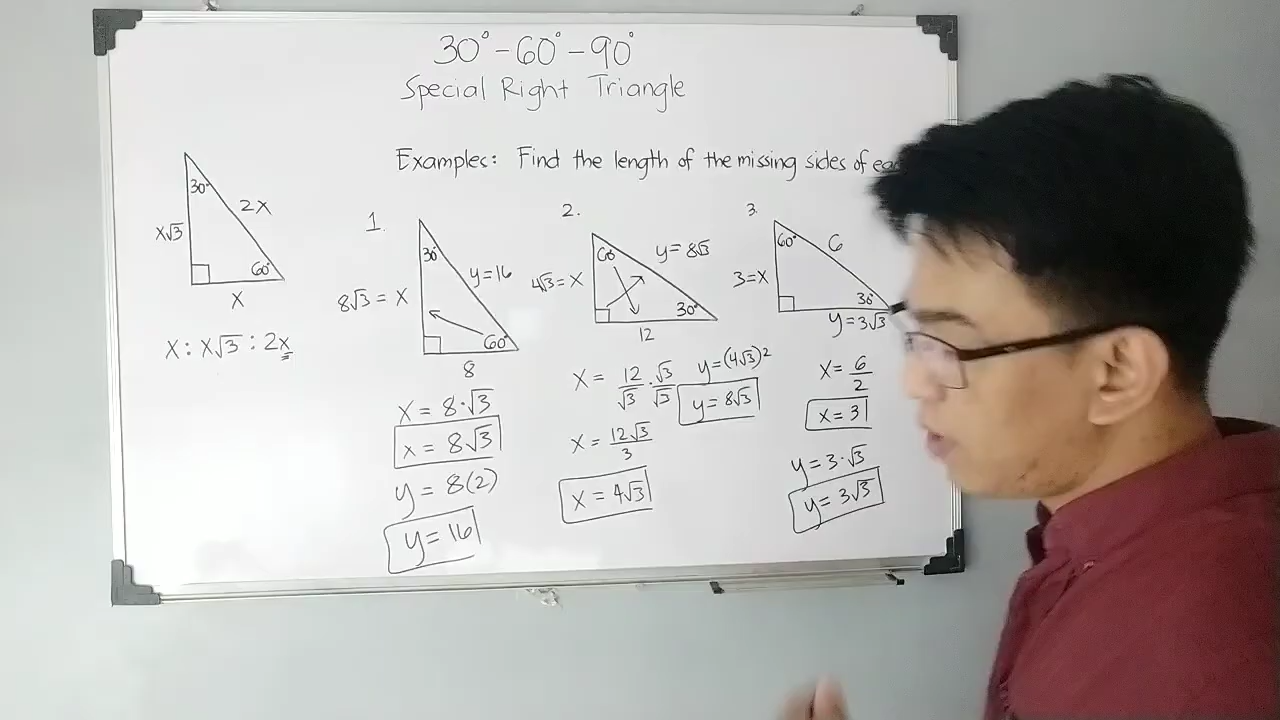 30°-60°-90°
Special Right Triangle
Examples: Find the length of the missing sides of
30°
2x
x√3
60°
x
x : x√3 : 2x
1.
30°
y=16
8√3 = x
60°
8
x = 8·√3
x = 8√3
y = 8(2)
y = 16
2.
60°
y = 8√3
4√3 = x
30°
12
x = 12/√3 · √3/√3
y=(4√3)2
y = 8√3
x = 12√3/3
x = 4√3
3.
60°
6
3=x
30°
y=3√3
x = 6/2
x = 3
y = 3·√3
y = 3√3